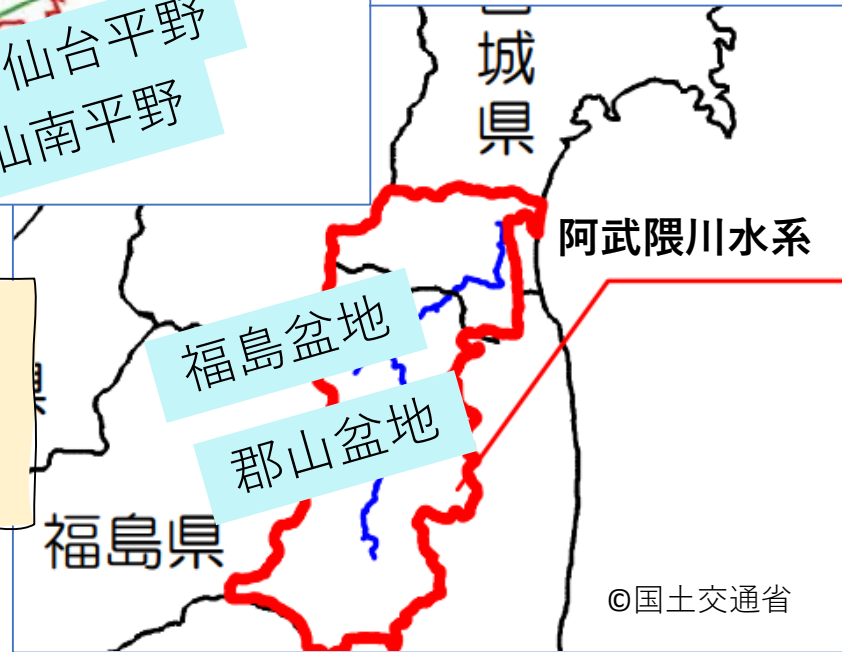 仙台平野
山南平野
城県
阿武隈川水系
福島盆地
郡山盆地
福島県
©国土交通省